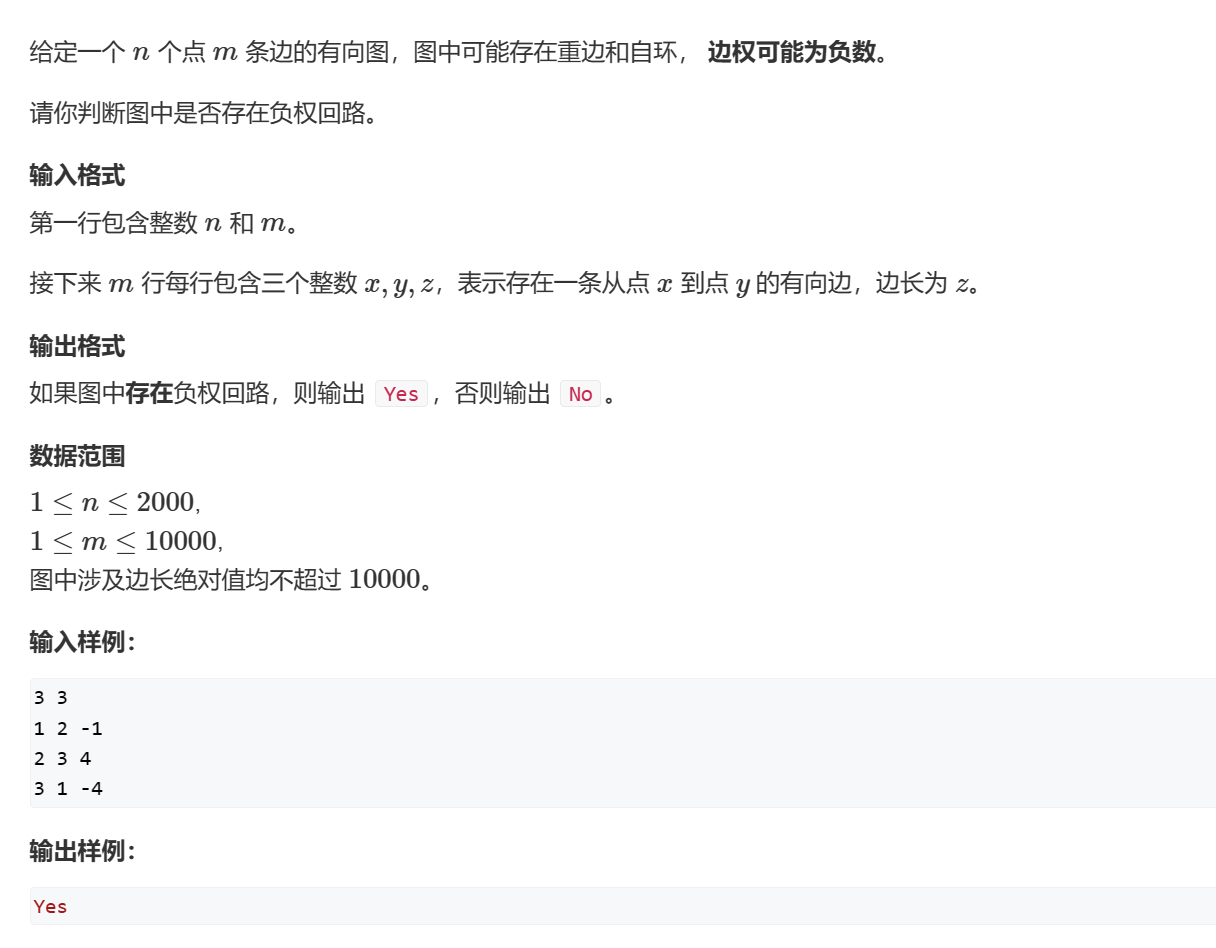 给定一个 n 个点 m 条边的有向图，图中可能存在重边和自环， 边权可能为负数。
请你判断图中是否存在负权回路。
输入格式
第一行包含整数 n 和 m。
接下来 m 行每行包含三个整数 x, y, z，表示存在一条从点 x 到点 y 的有向边，边长为 z。
输出格式
如果图中存在负权回路，则输出 Yes，否则输出 No。
数据范围
1 ≤ n ≤ 2000,
1 ≤ m ≤ 10000,
图中涉及边长绝对值均不超过 10000。
输入样例：
3 3
1 2 -1
2 3 4
3 1 -4
输出样例：
Yes